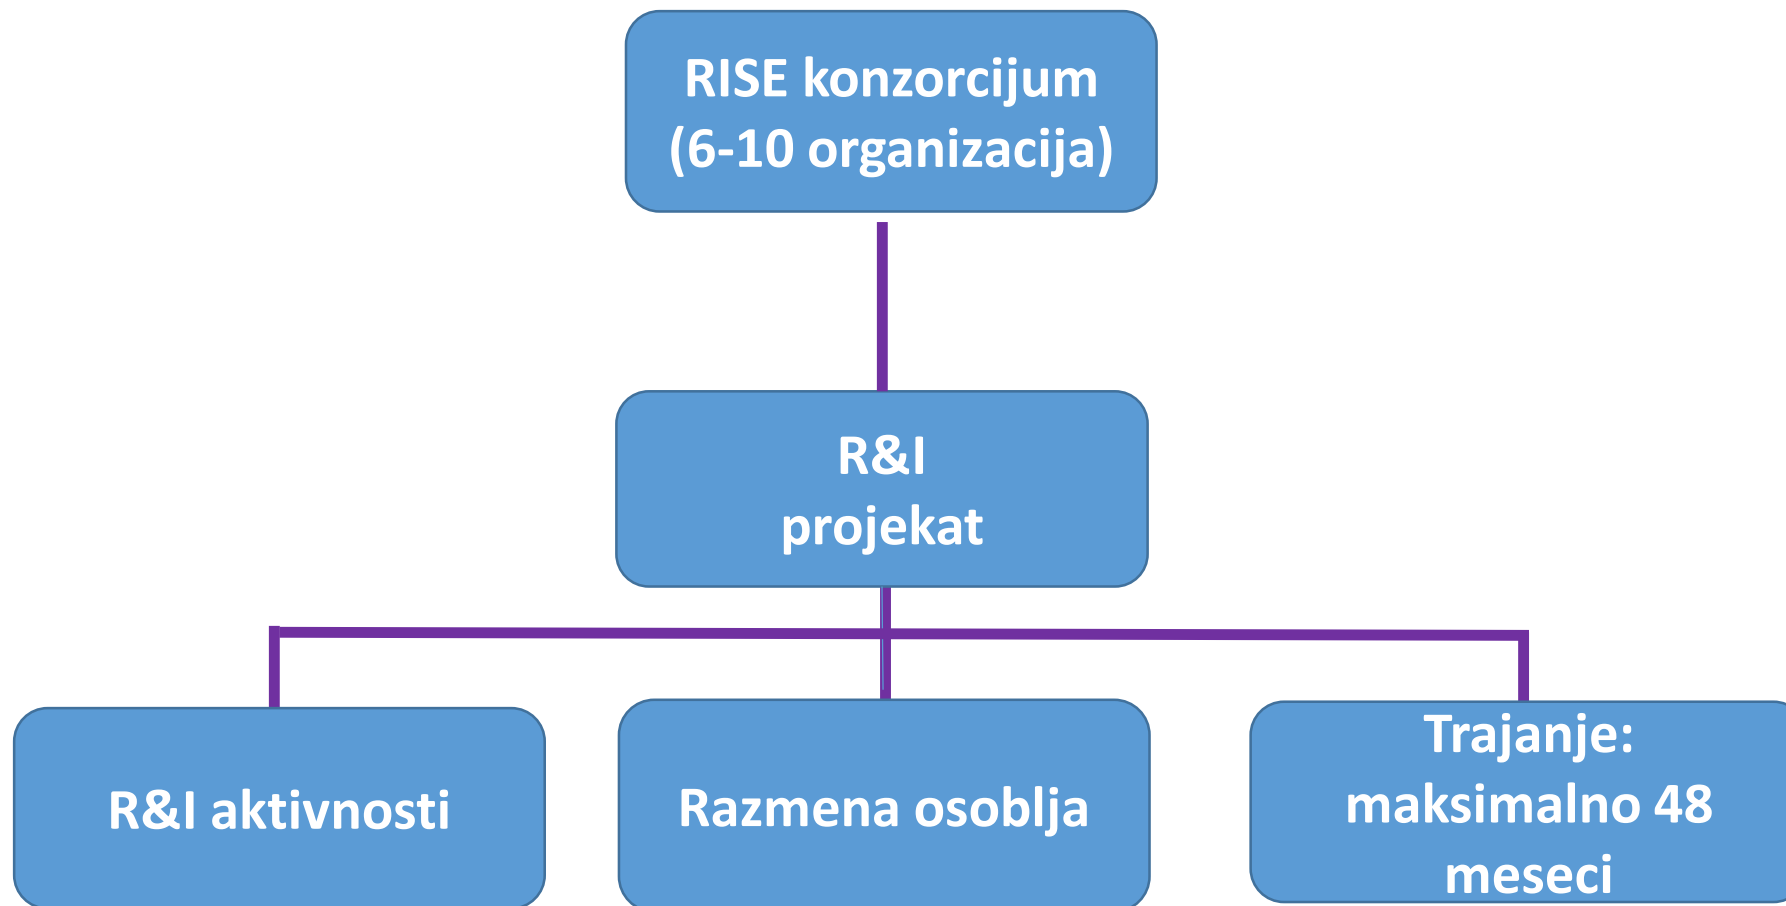 RISE konzorcijum
(6-10 organizacija)
R&I
projekat
R&I aktivnosti
Razmena osoblja
Trajanje:
maksimalno 48
meseci